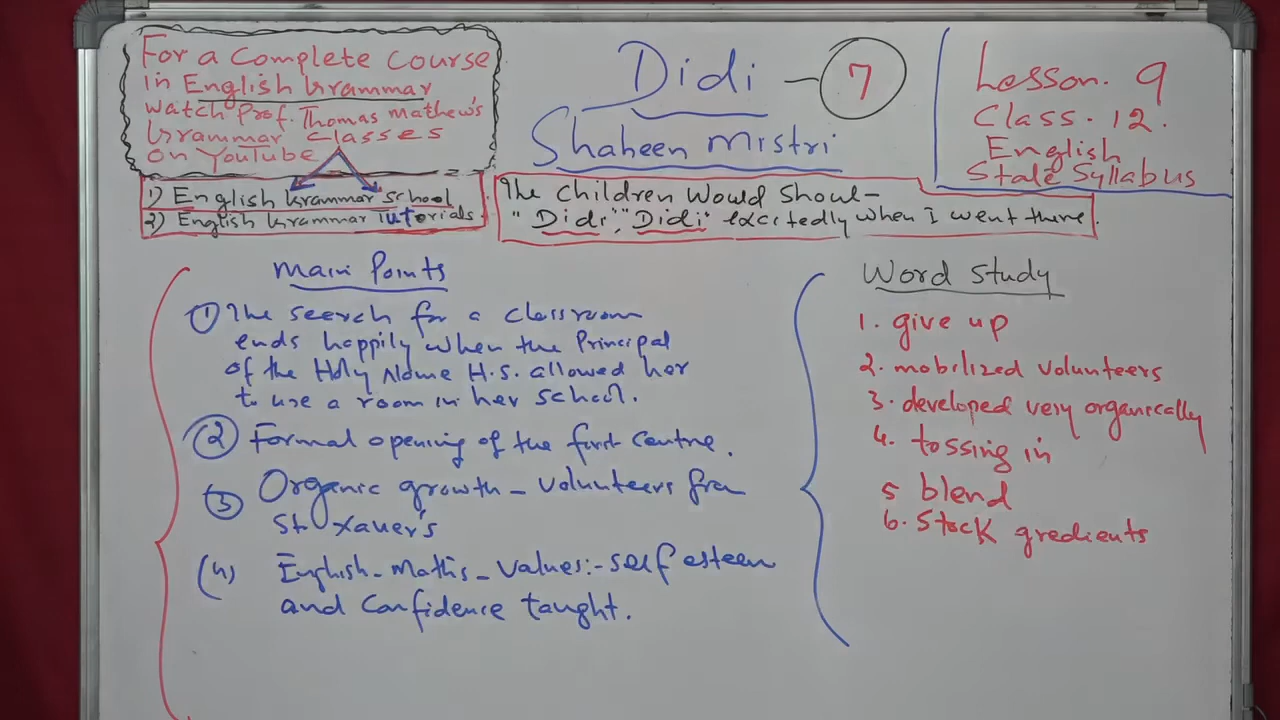 For a Complete Course
in English Grammar
watch Prof. Thomas Mathew's
Grammar Classes
on YouTube
1) English Grammar School
2) English Grammar Tutorials.
Didi - 7
Shaheen Mistri
Lesson. 9
Class. 12.
English
State Syllabus
The Children Would Shout-
"Didi", "Didi" excitedly when I went there.
Main Points
1 The search for a classroom
ends happily when the Principal
of the Holy Name H.S. allowed her
to use a room in her school.
2 Formal opening of the first centre.
3 Organic growth - volunteers from
St Xavier's
(4) English - Maths - Values:- self esteem
and Confidence taught.
Word Study
1. give up
2. mobilized volunteers
3. developed very organically
4. tossing in
5 blend
6. Stock gredients